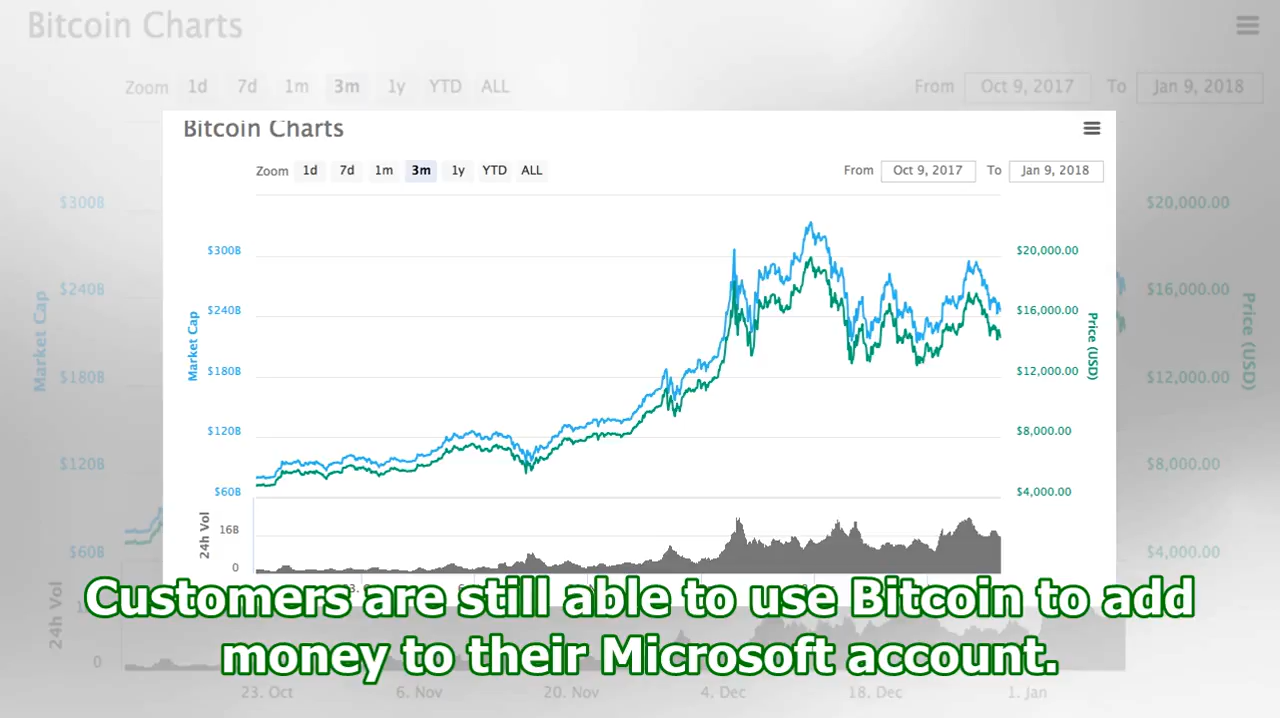 Bitcoin Charts
Zoom 1d 7d 1m 3m 1y YTD ALL
From Oct 9, 2017 To Jan 9, 2018
Bitcoin Charts
Zoom 1d 7d 1m 3m 1y YTD ALL
From Oct 9, 2017 To Jan 9, 2018
$300B
$240B
$180B
$120B
$60B
Market Cap
$20,000.00
$16,000.00
$12,000.00
$8,000.00
$4,000.00
Price (USD)
24h Vol
16B
0
$300B
$240B
$180B
$120B
$60B
Market Cap
$20,000.00
$16,000.00
$12,000.00
$8,000.00
$4,000.00
Price (USD)
24h Vol
0
Customers are still able to use Bitcoin to add
money to their Microsoft account.
23. Oct 6. Nov 20. Nov 4. Dec 18. Dec 1. Jan